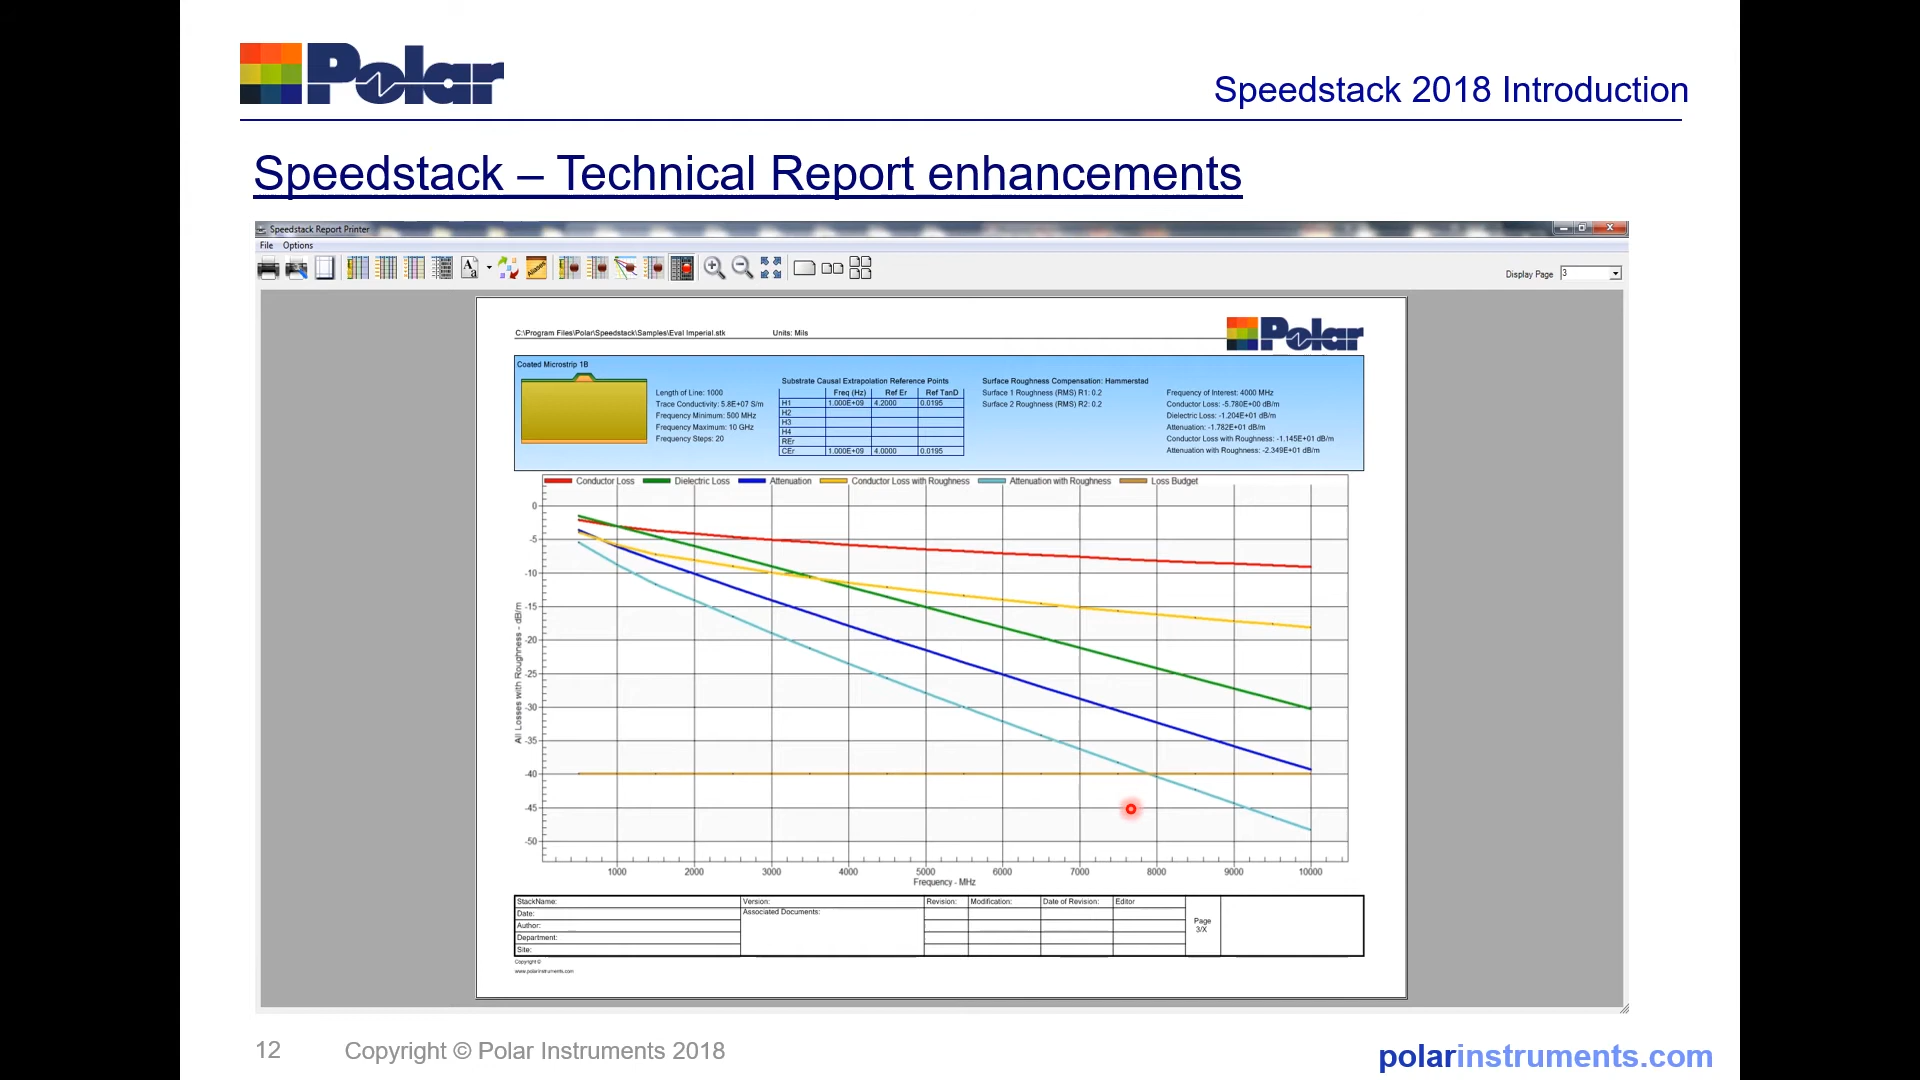 Polar
Speedstack 2018 Introduction
Speedstack – Technical Report enhancements
Speedstack Report Printer
File Options
Aliases
Display Page 3
C:\Program Files\Polar\Speedstack\Samples\Eval Imperial.stk Units: Mils
Polar
Coated Microstrip 1B
Length of Line: 1000
Trace Conductivity: 5.8E+07 S/m
Frequency Minimum: 500 MHz
Frequency Maximum: 10 GHz
Frequency Steps: 20
Substrate Causal Extrapolation Reference Points
Freq (Hz) Ref Er Ref TanD
H1 1.000E+09 4.2000 0.0195
H2
H3
H4
REr
CEr 1.000E+09 4.0000 0.0195
Surface Roughness Compensation: Hammerstad
Surface 1 Roughness (RMS) R1: 0.2
Surface 2 Roughness (RMS) R2: 0.2
Frequency of Interest: 4000 MHz
Conductor Loss: -5.780E+00 dB/m
Dielectric Loss: -1.204E+01 dB/m
Attenuation: -1.782E+01 dB/m
Conductor Loss with Roughness: -1.145E+01 dB/m
Attenuation with Roughness: -2.349E+01 dB/m
Conductor Loss Dielectric Loss Attenuation Conductor Loss with Roughness Attenuation with Roughness Loss Budget
All Losses with Roughness - dB/m
0
-5
-10
-15
-20
-25
-30
-35
-40
-45
-50
1000 2000 3000 4000 5000 6000 7000 8000 9000 10000
Frequency - MHz
StackName: Version: Revision: Modification: Date of Revision: Editor
Date: Associated Documents:
Author:
Department:
Site:
Page
3/X
Copyright ©
www.polarinstruments.com
12 Copyright © Polar Instruments 2018
polarinstruments.com